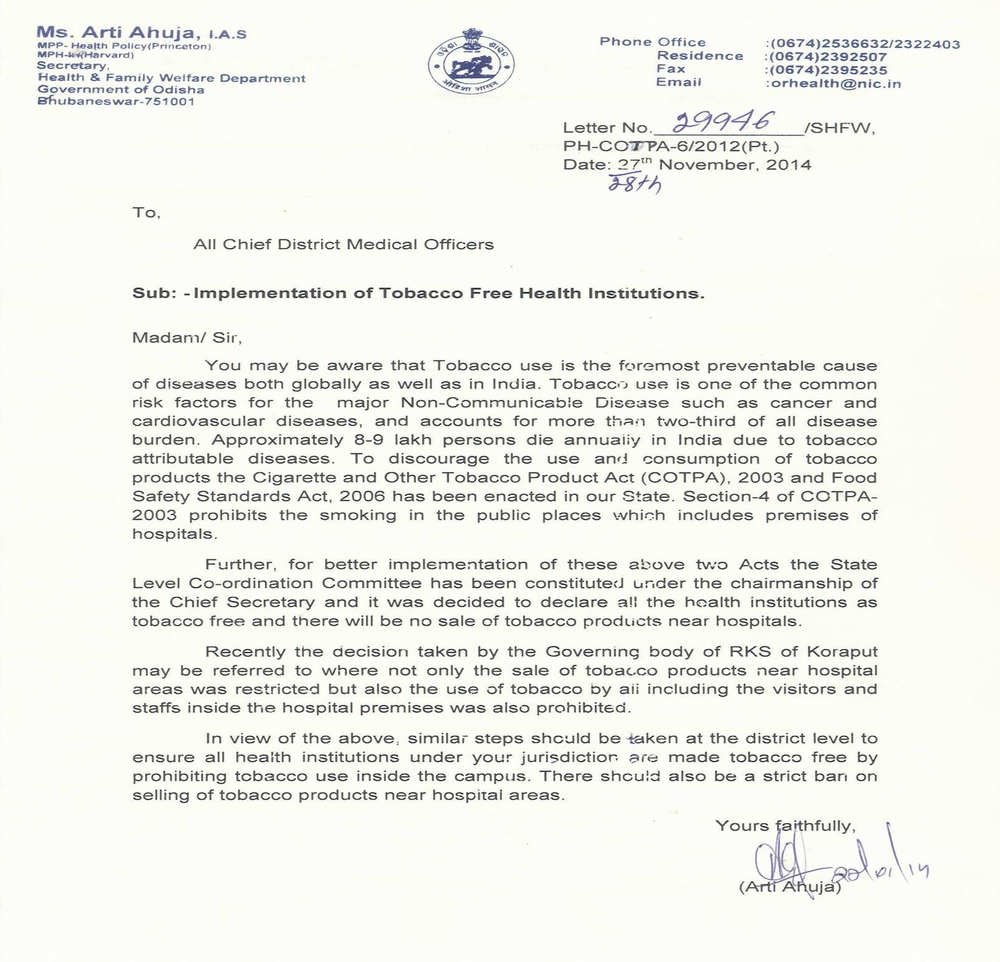 Ms. Arti Ahuja, I.A.S
MPP- Health Policy(Princeton)
MPH-(Harvard)
Secretary,
Health & Family Welfare Department
Government of Odisha
Bhubaneswar-751001
ଓଡ଼ିଶା ଶାସନ
ओडिशा शासन
Phone Office :(0674)2536632/2322403
Residence :(0674)2392507
Fax :(0674)2395235
Email :orhealth@nic.in
Letter No. 29946 /SHFW,
PH-COTPA-6/2012(Pt.)
Date: 27th November, 2014
28th
To,
All Chief District Medical Officers
Sub: - Implementation of Tobacco Free Health Institutions.
Madam/ Sir,
You may be aware that Tobacco use is the foremost preventable cause
of diseases both globally as well as in India. Tobacco use is one of the common
risk factors for the major Non-Communicable Disease such as cancer and
cardiovascular diseases, and accounts for more than two-third of all disease
burden. Approximately 8-9 lakh persons die annually in India due to tobacco
attributable diseases. To discourage the use and consumption of tobacco
products the Cigarette and Other Tobacco Product Act (COTPA), 2003 and Food
Safety Standards Act, 2006 has been enacted in our State. Section-4 of COTPA-
2003 prohibits the smoking in the public places which includes premises of
hospitals.
Further, for better implementation of these above two Acts the State
Level Co-ordination Committee has been constituted under the chairmanship of
the Chief Secretary and it was decided to declare all the health institutions as
tobacco free and there will be no sale of tobacco products near hospitals.
Recently the decision taken by the Governing body of RKS of Koraput
may be referred to where not only the sale of tobacco products near hospital
areas was restricted but also the use of tobacco by all including the visitors and
staffs inside the hospital premises was also prohibited.
In view of the above, similar steps should be taken at the district level to
ensure all health institutions under your jurisdiction are made tobacco free by
prohibiting tobacco use inside the campus. There should also be a strict ban on
selling of tobacco products near hospital areas.
Yours faithfully,
(Arti Ahuja)